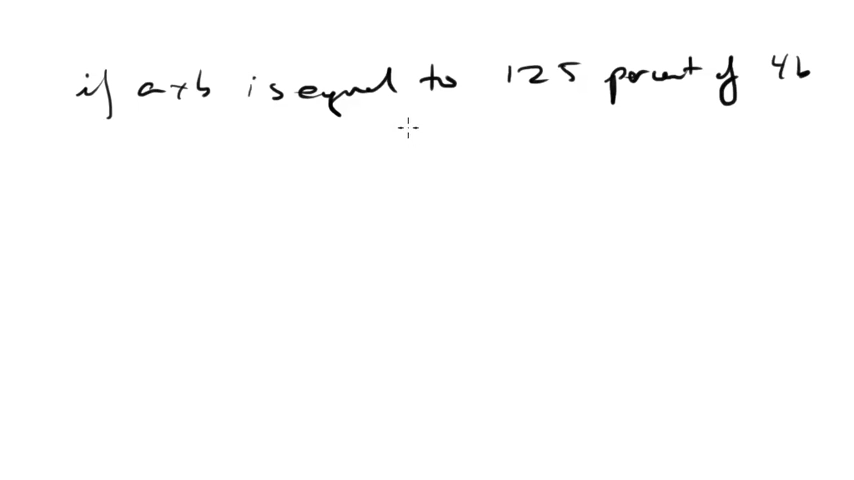 if a+b is equal to 125 percent of 4b